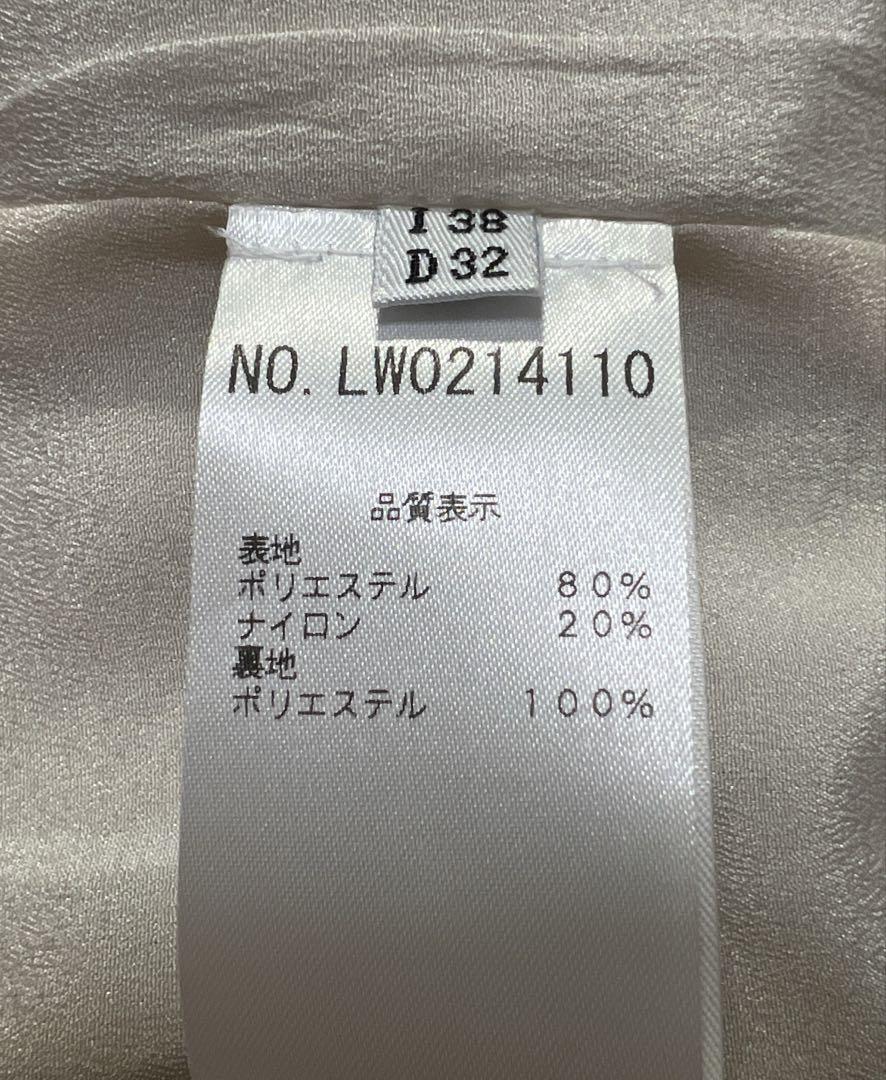 I 38
D 32
NO. LW0214110
品質表示
表地
ポリエステル 80%
ナイロン 20%
裏地
ポリエステル 100%